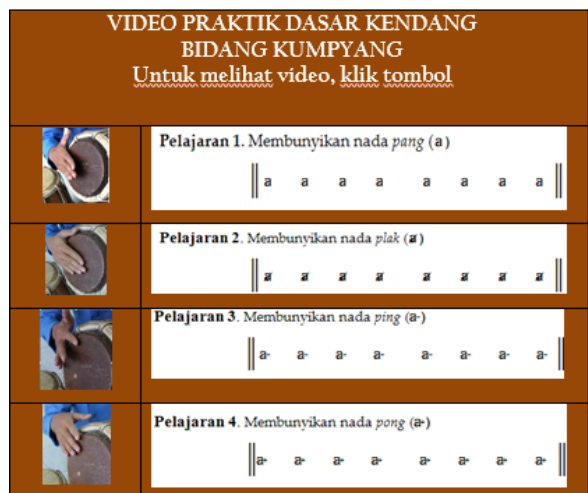 VIDEO PRAKTIK DASAR KENDANG
BIDANG KUMPYANG
Untuk melihat video, klik tombol
Pelajaran 1. Membunyikan nada pang (a)
a a a a a a a a
Pelajaran 2. Membunyikan nada plak (a̷)
a̷ a̷ a̷ a̷ a̷ a̷ a̷ a̷
Pelajaran 3. Membunyikan nada ping (a-)
a- a- a- a- a- a- a- a-
Pelajaran 4. Membunyikan nada pong (a+)
a+ a+ a+ a+ a+ a+ a+ a+